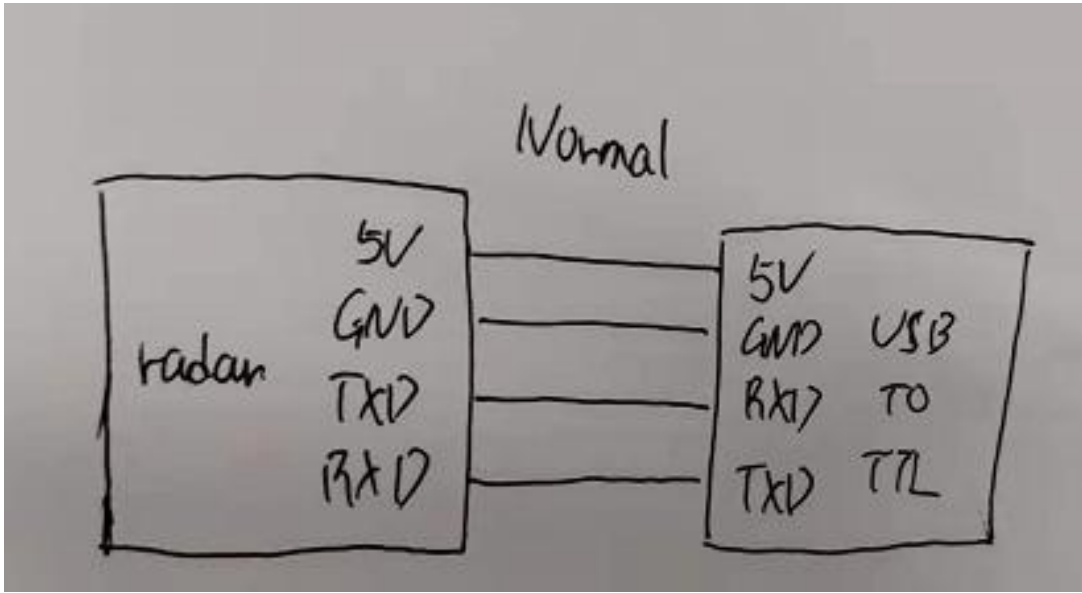 Normal
radar
5V
GND
TXD
RXD
5V
GND
RXD
TXD
USB
TO
TTL